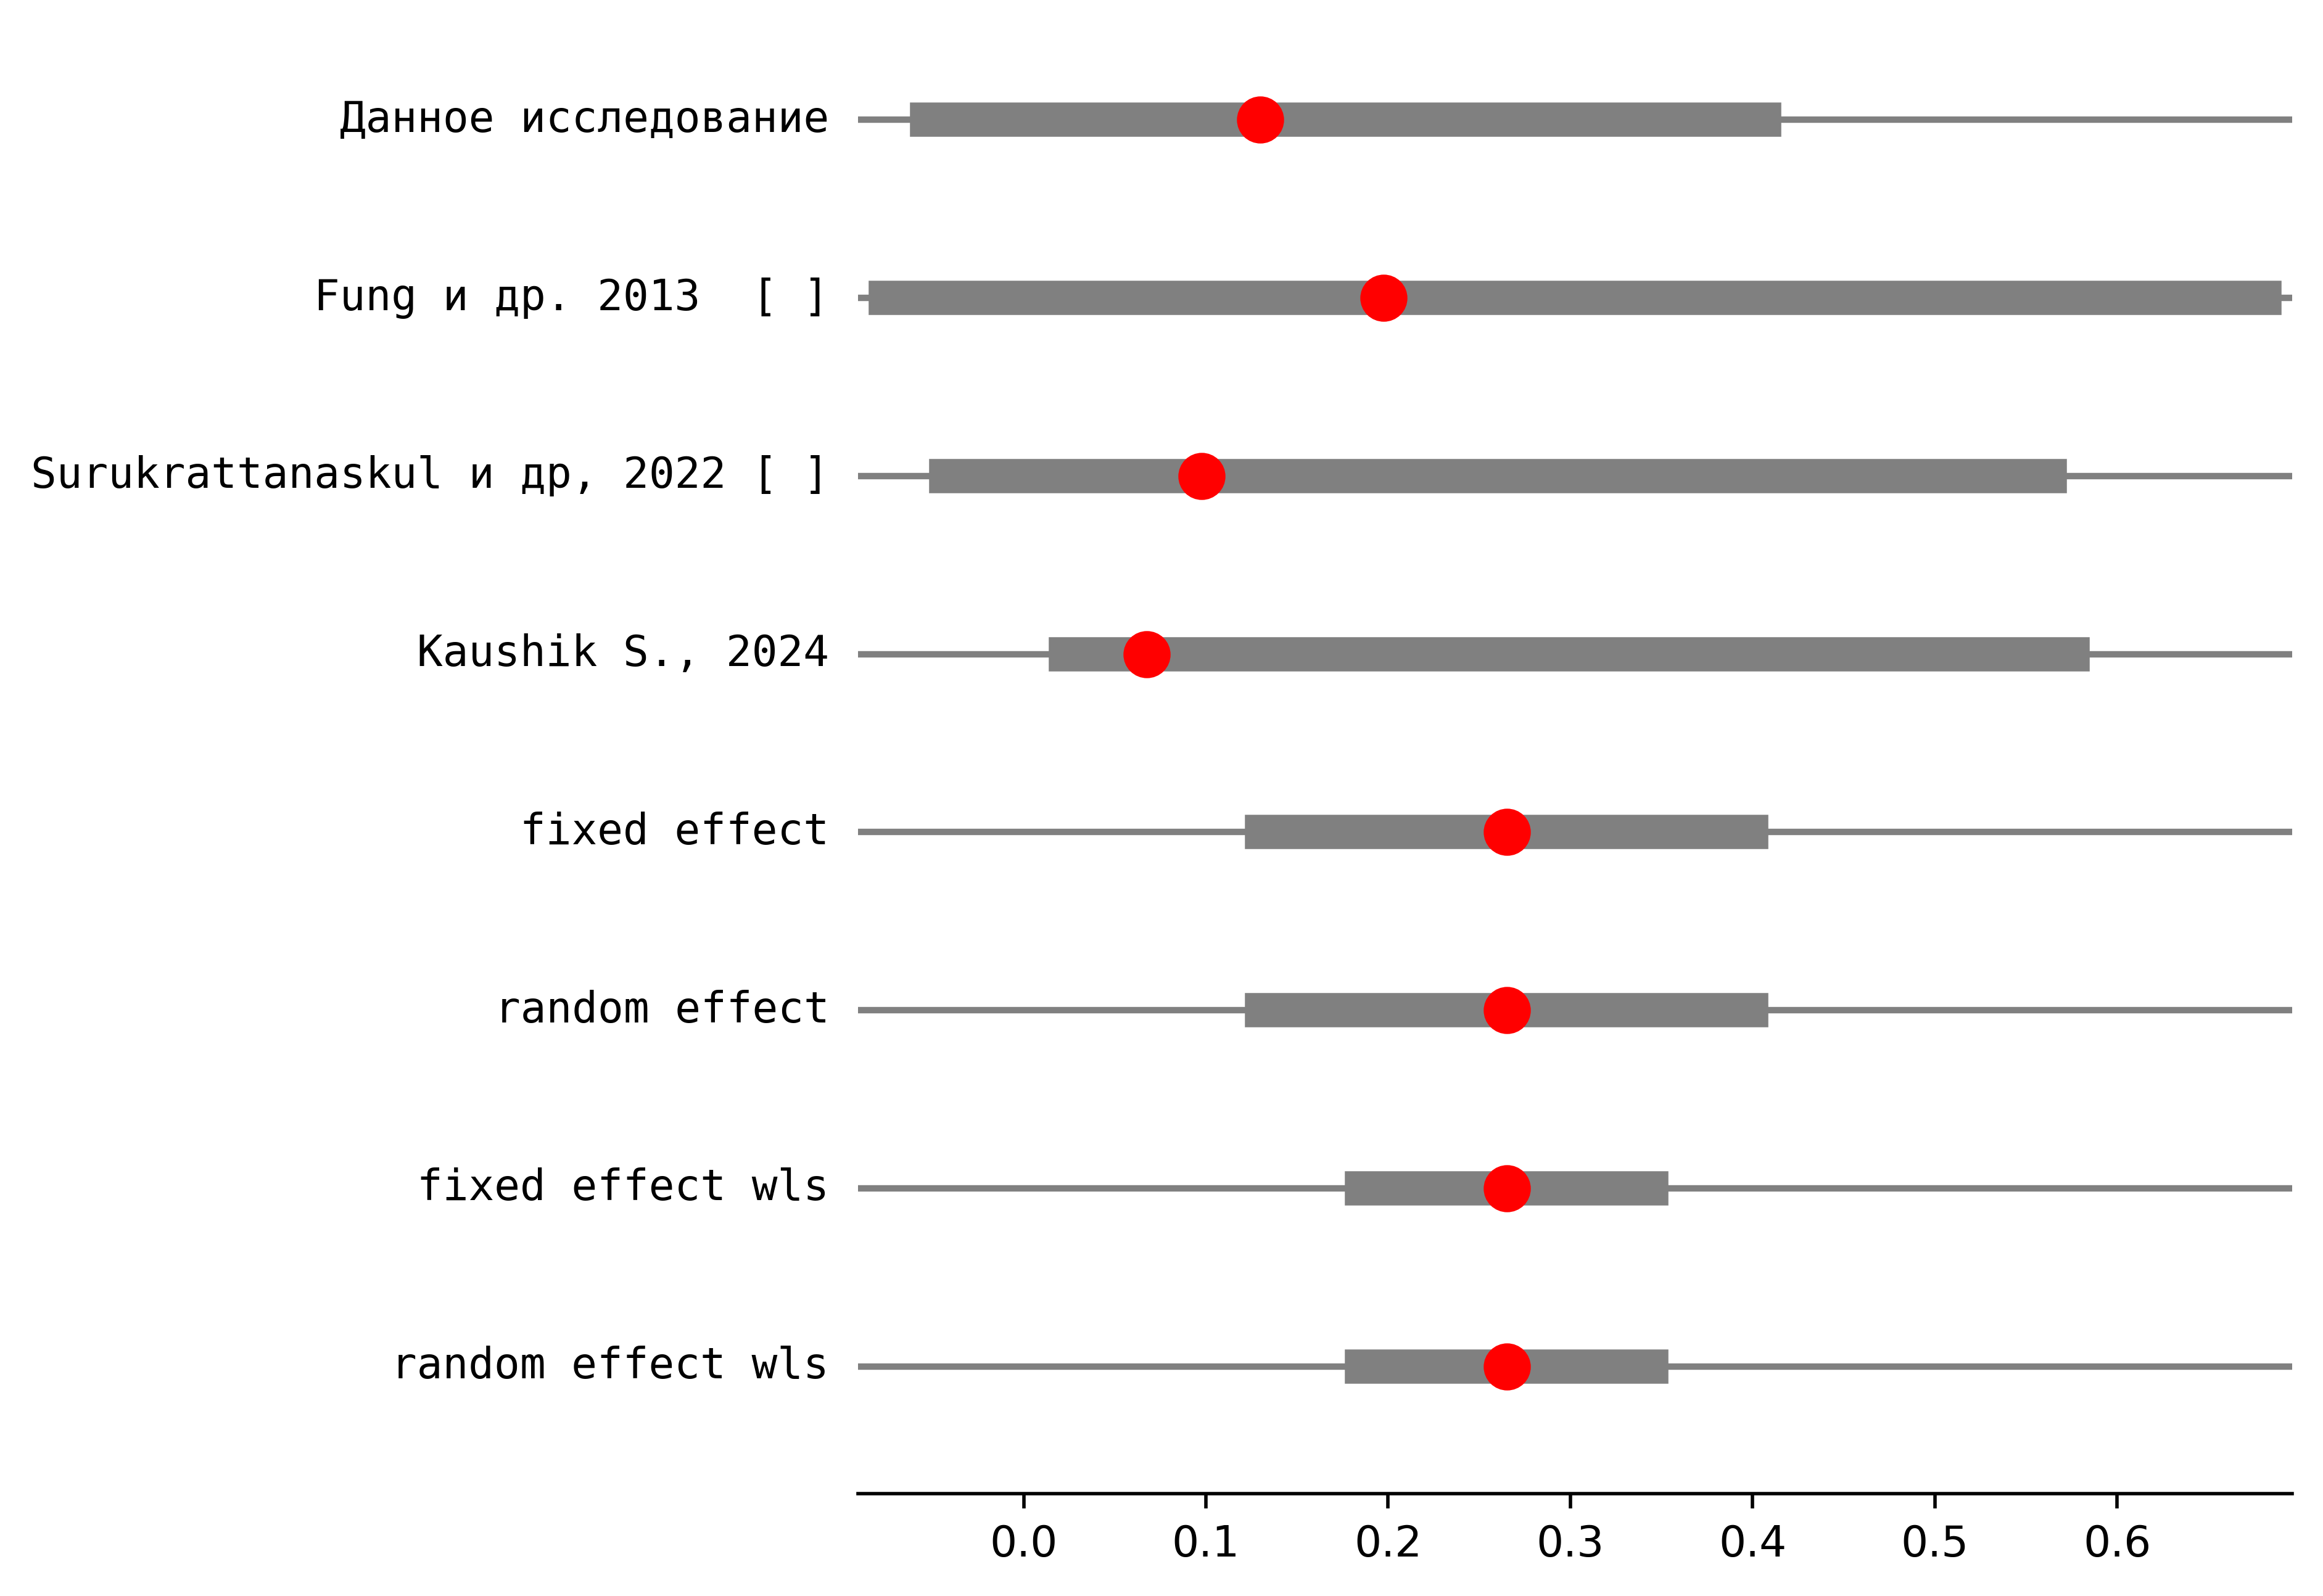 Данное исследование
Fung и др. 2013  [ ]
Surukrattanaskul и др, 2022 [ ]
Kaushik S., 2024
fixed effect
random effect
fixed effect wls
random effect wls
0.0 0.1 0.2 0.3 0.4 0.5 0.6